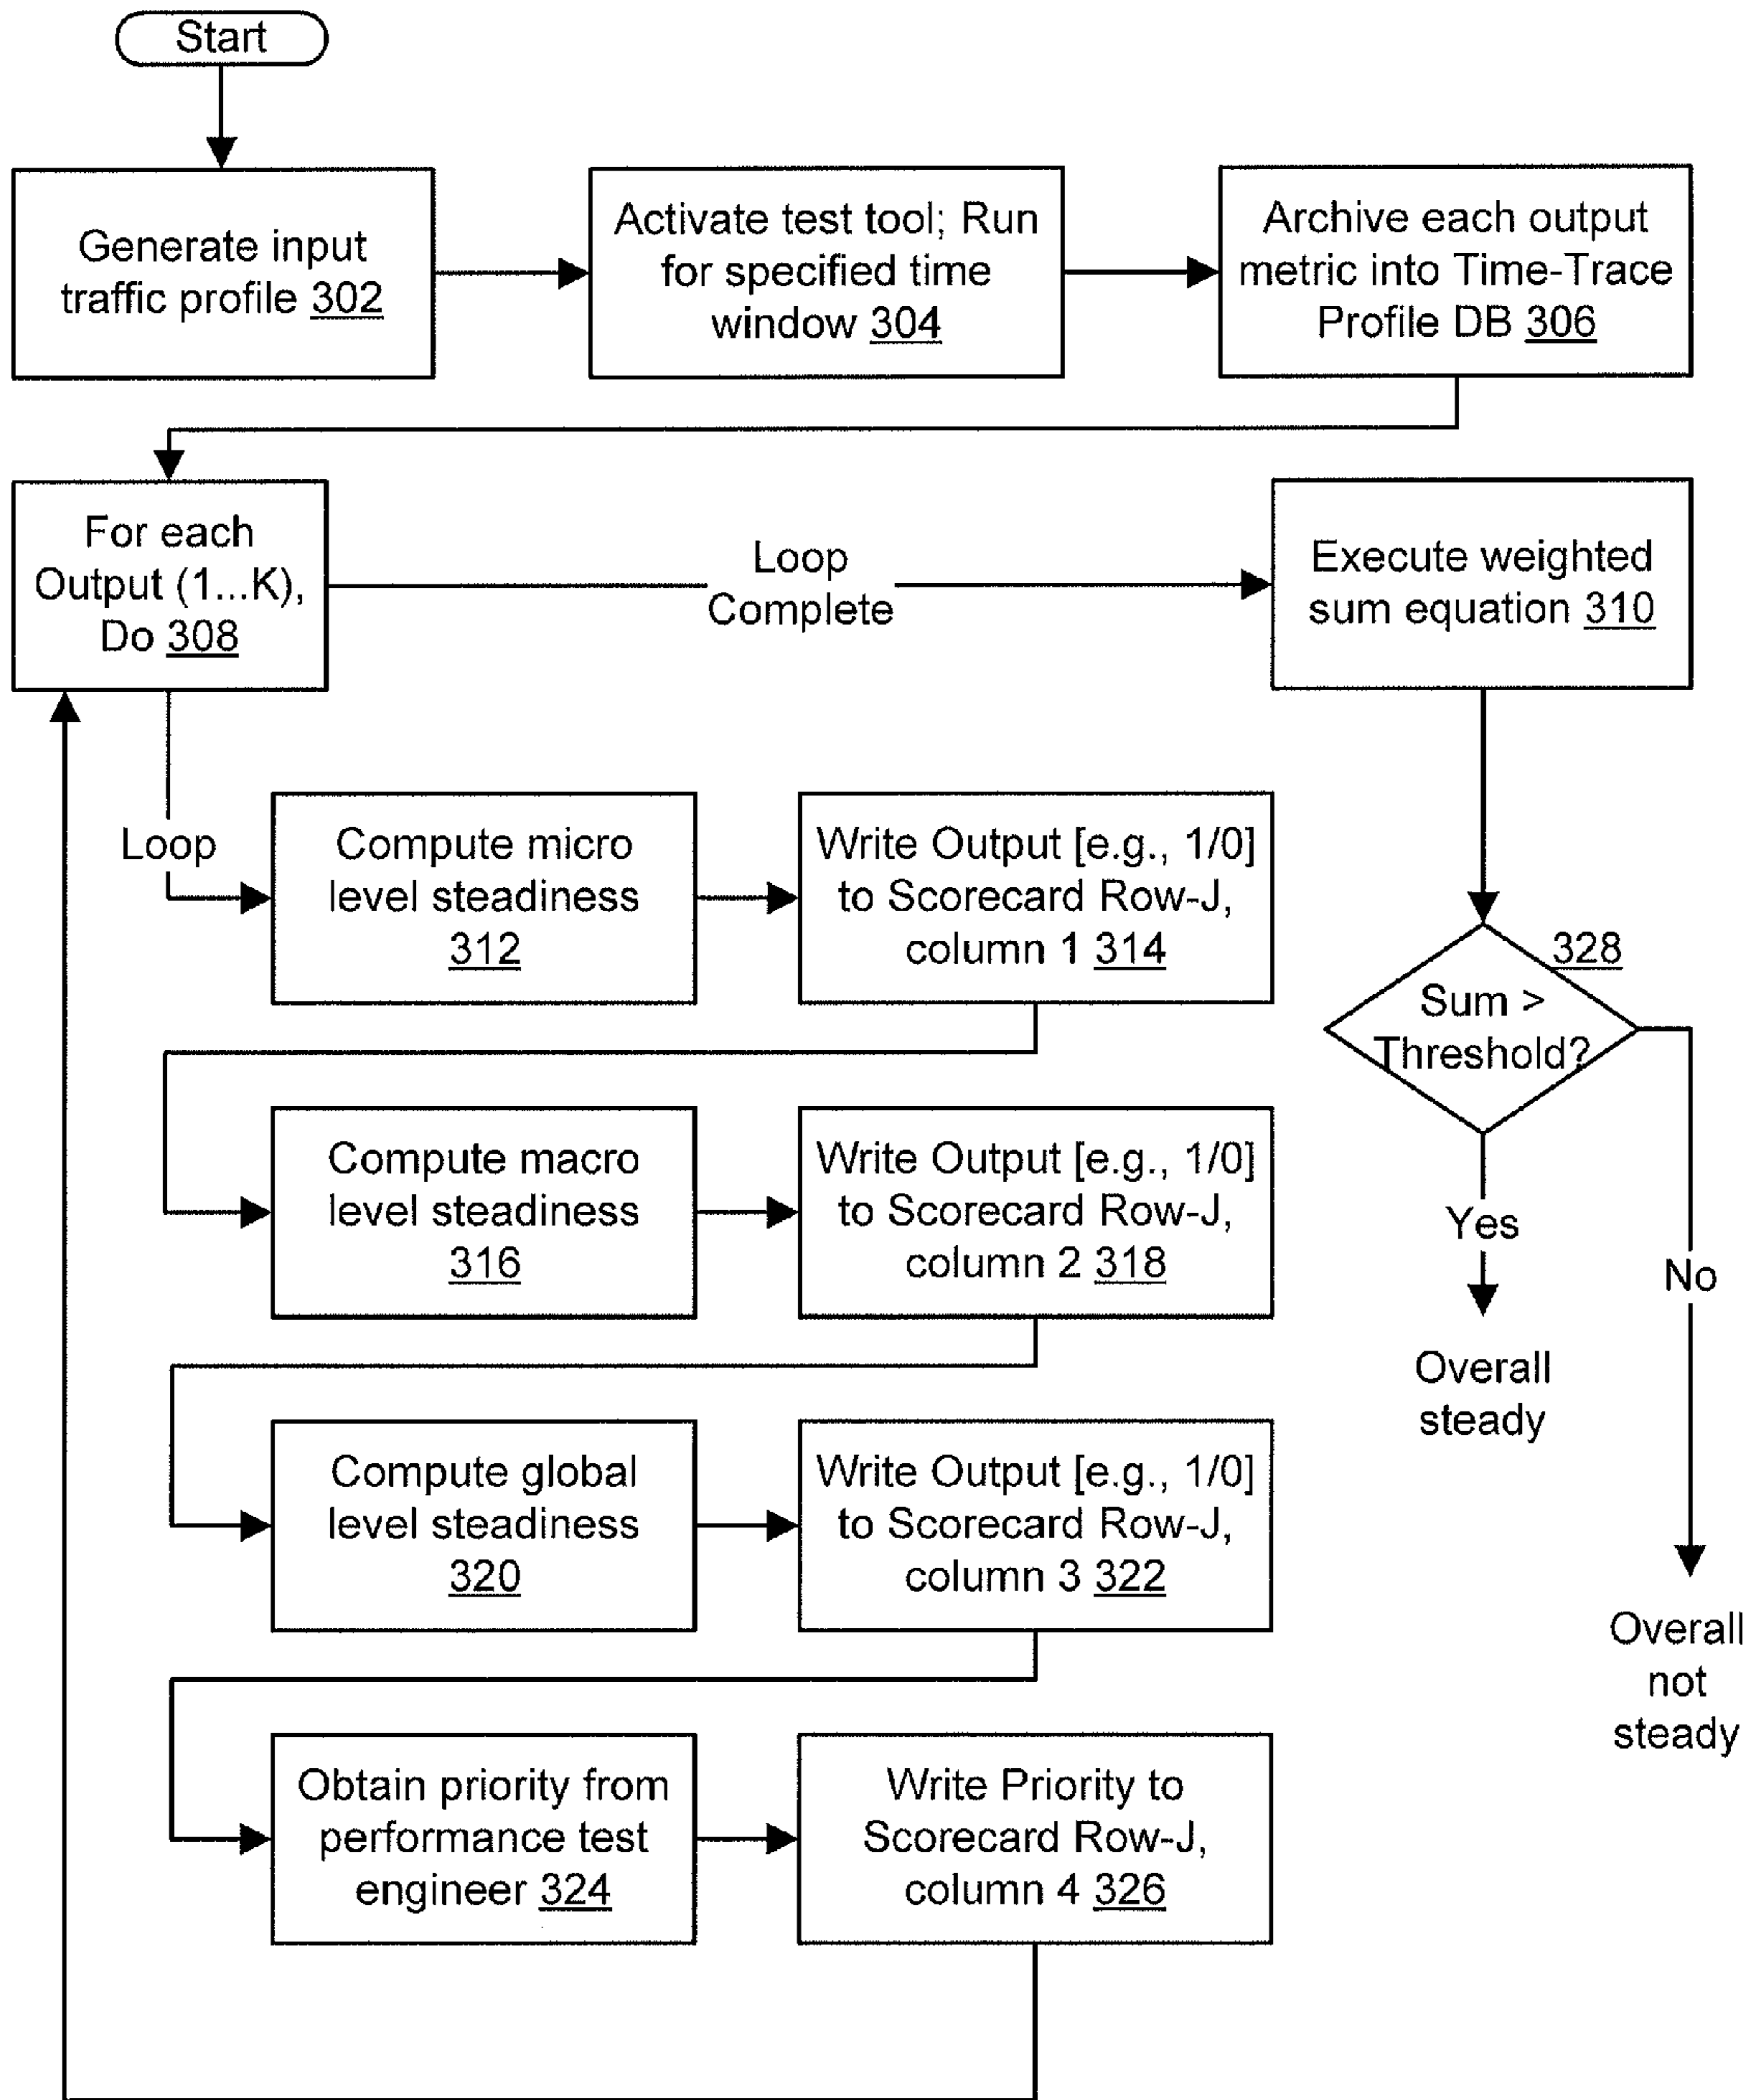 Start
Generate input
traffic profile 302
Activate test tool; Run
for specified time
window 304
Archive each output
metric into Time-Trace
Profile DB 306
For each
Output (1...K),
Do 308
Loop
Complete
Execute weighted
sum equation 310
Loop
Compute micro
level steadiness
312
Write Output [e.g., 1/0]
to Scorecard Row-J,
column 1 314
328
Sum >
Threshold?
Compute macro
level steadiness
316
Write Output [e.g., 1/0]
to Scorecard Row-J,
column 2 318
Yes
No
Overall
steady
Compute global
level steadiness
320
Write Output [e.g., 1/0]
to Scorecard Row-J,
column 3 322
Overall
not
steady
Obtain priority from
performance test
engineer 324
Write Priority to
Scorecard Row-J,
column 4 326